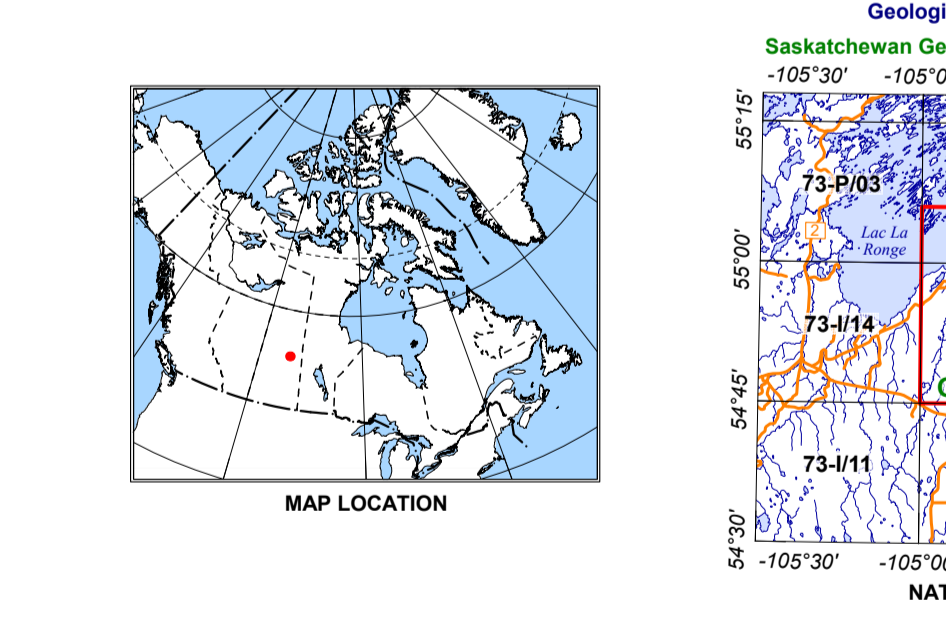 Geologi
Saskatchewan Ge
-105°30' -105°0
55°15'
73-P/03
2
Lac La
Ronge
55°00'
73-I/14
54°45'
MAP LOCATION
73-I/11
54°30'
-105°30' -105°00
NAT